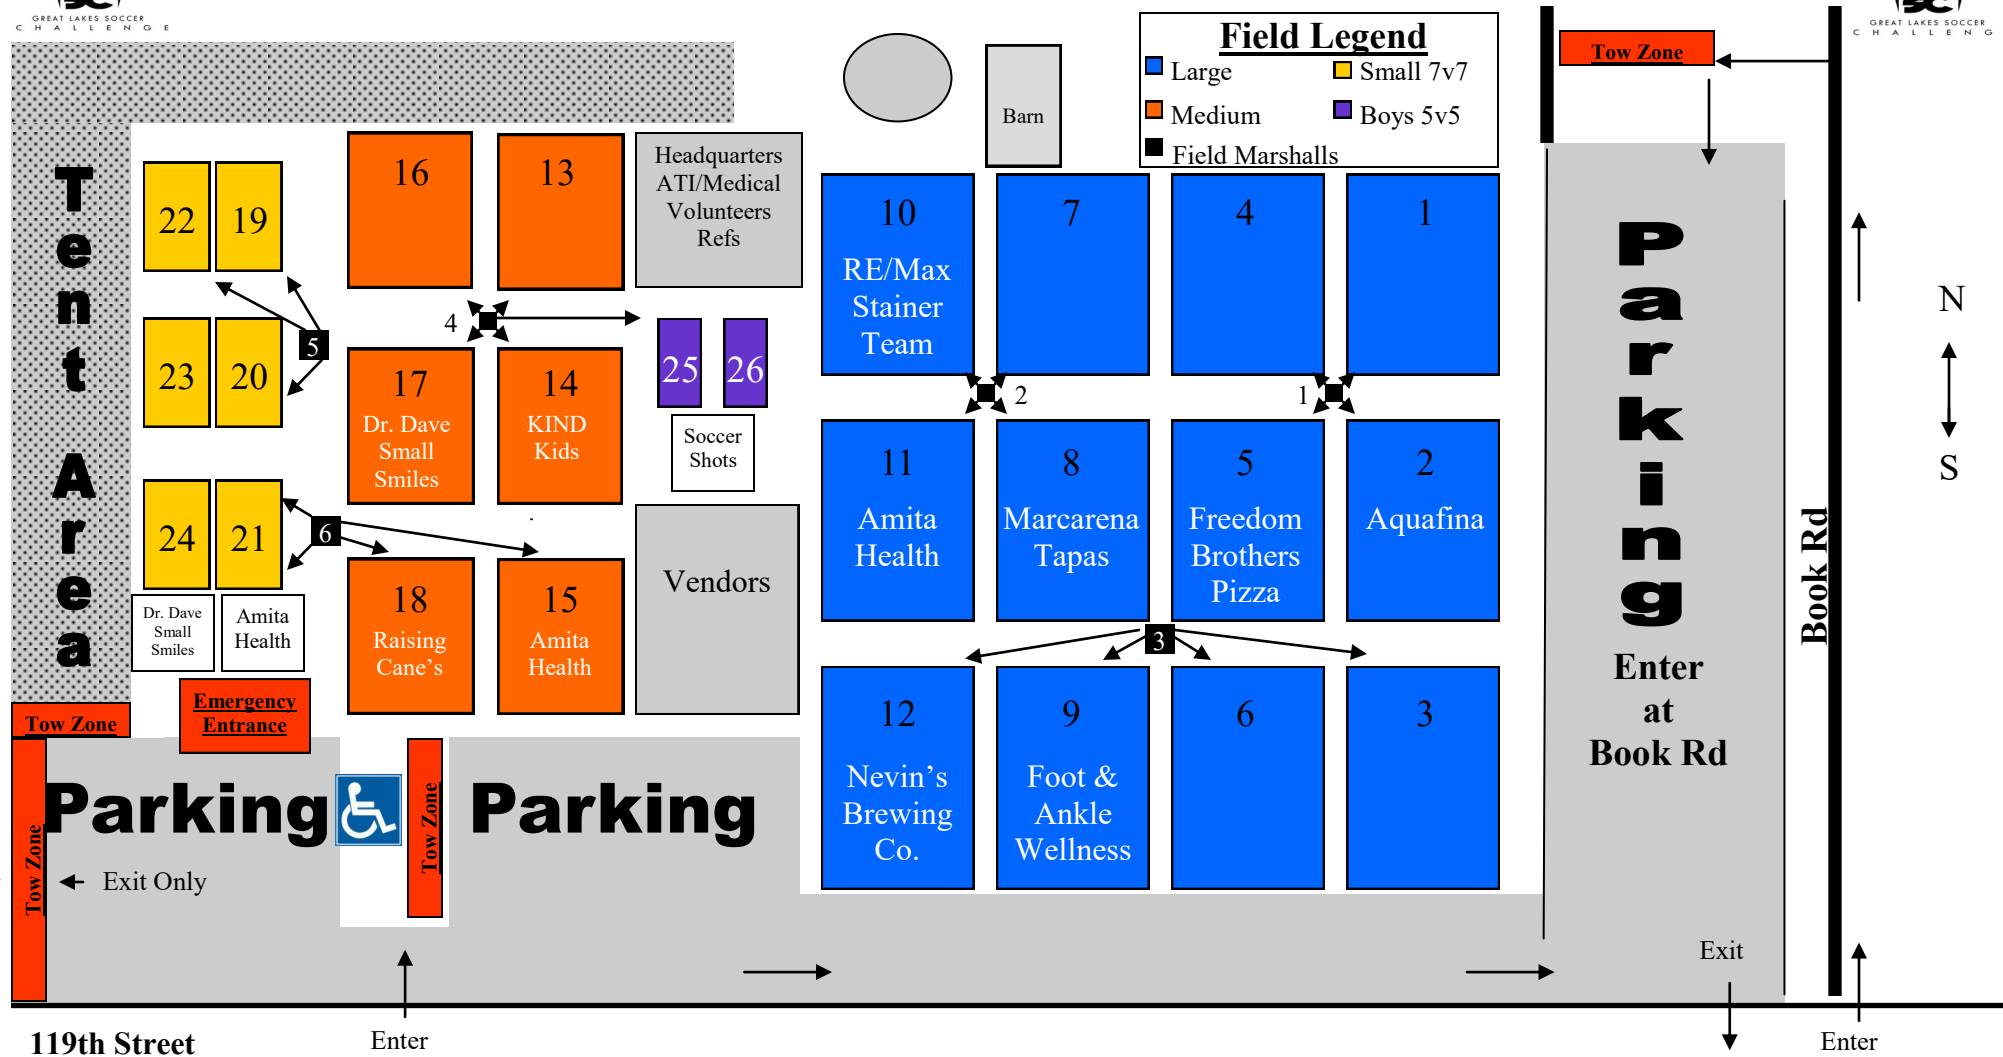 GREAT LAKES SOCCER
CHALLENGE
Field Legend
Large
Small 7v7
Medium
Boys 5v5
Field Marshalls
Tow Zone
GREAT LAKES SOCCER
CHALLENG
Barn
Tent Area
22
19
16
13
Headquarters
ATI/Medical
Volunteers
Refs
10
RE/Max
Stainer
Team
7
4
1
Parking
Enter
at
Book Rd
Book Rd
N
S
5
4
23
20
17
Dr. Dave
Small
Smiles
14
KIND
Kids
25
26
Soccer
Shots
2
1
11
Amita
Health
8
Marcarena
Tapas
5
Freedom
Brothers
Pizza
2
Aquafina
24
21
6
18
Raising
Cane's
15
Amita
Health
Vendors
Dr. Dave
Small
Smiles
Amita
Health
3
12
Nevin's
Brewing
Co.
9
Foot &
Ankle
Wellness
6
3
Emergency
Entrance
Tow Zone
Tow Zone
Parking
Tow Zone
Parking
Exit Only
Exit
119th Street
Enter
Enter